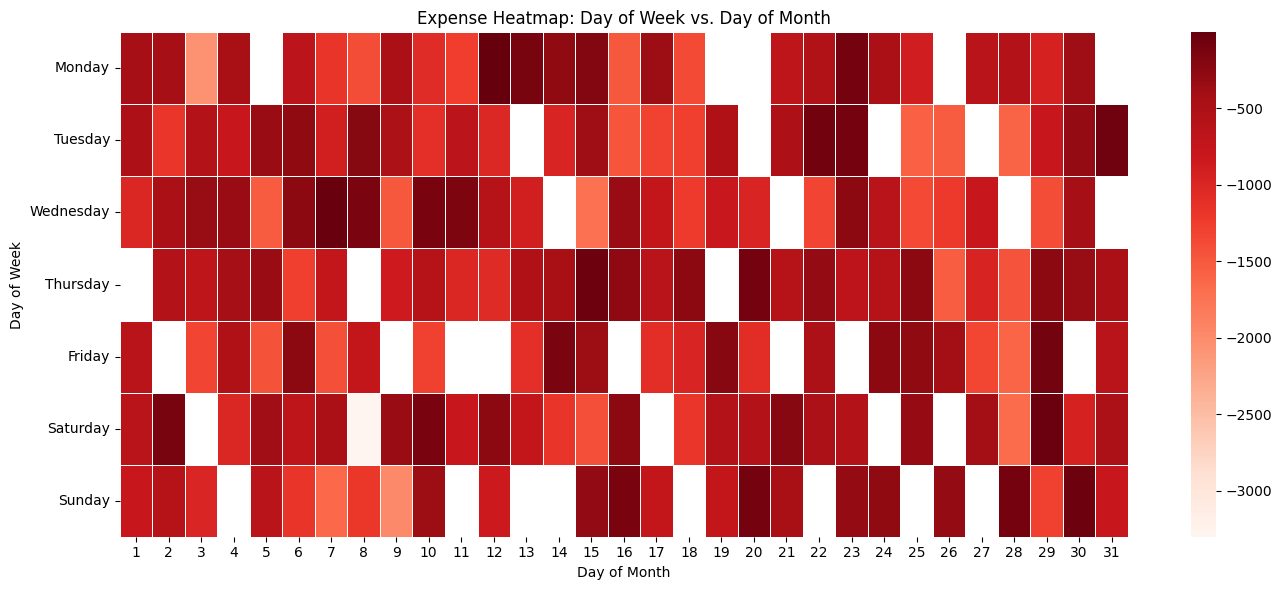 Expense Heatmap: Day of Week vs. Day of Month
Day of Week
Monday
Tuesday
Wednesday
Thursday
Friday
Saturday
Sunday
1 2 3 4 5 6 7 8 9 10 11 12 13 14 15 16 17 18 19 20 21 22 23 24 25 26 27 28 29 30 31
Day of Month
−500
−1000
−1500
−2000
−2500
−3000